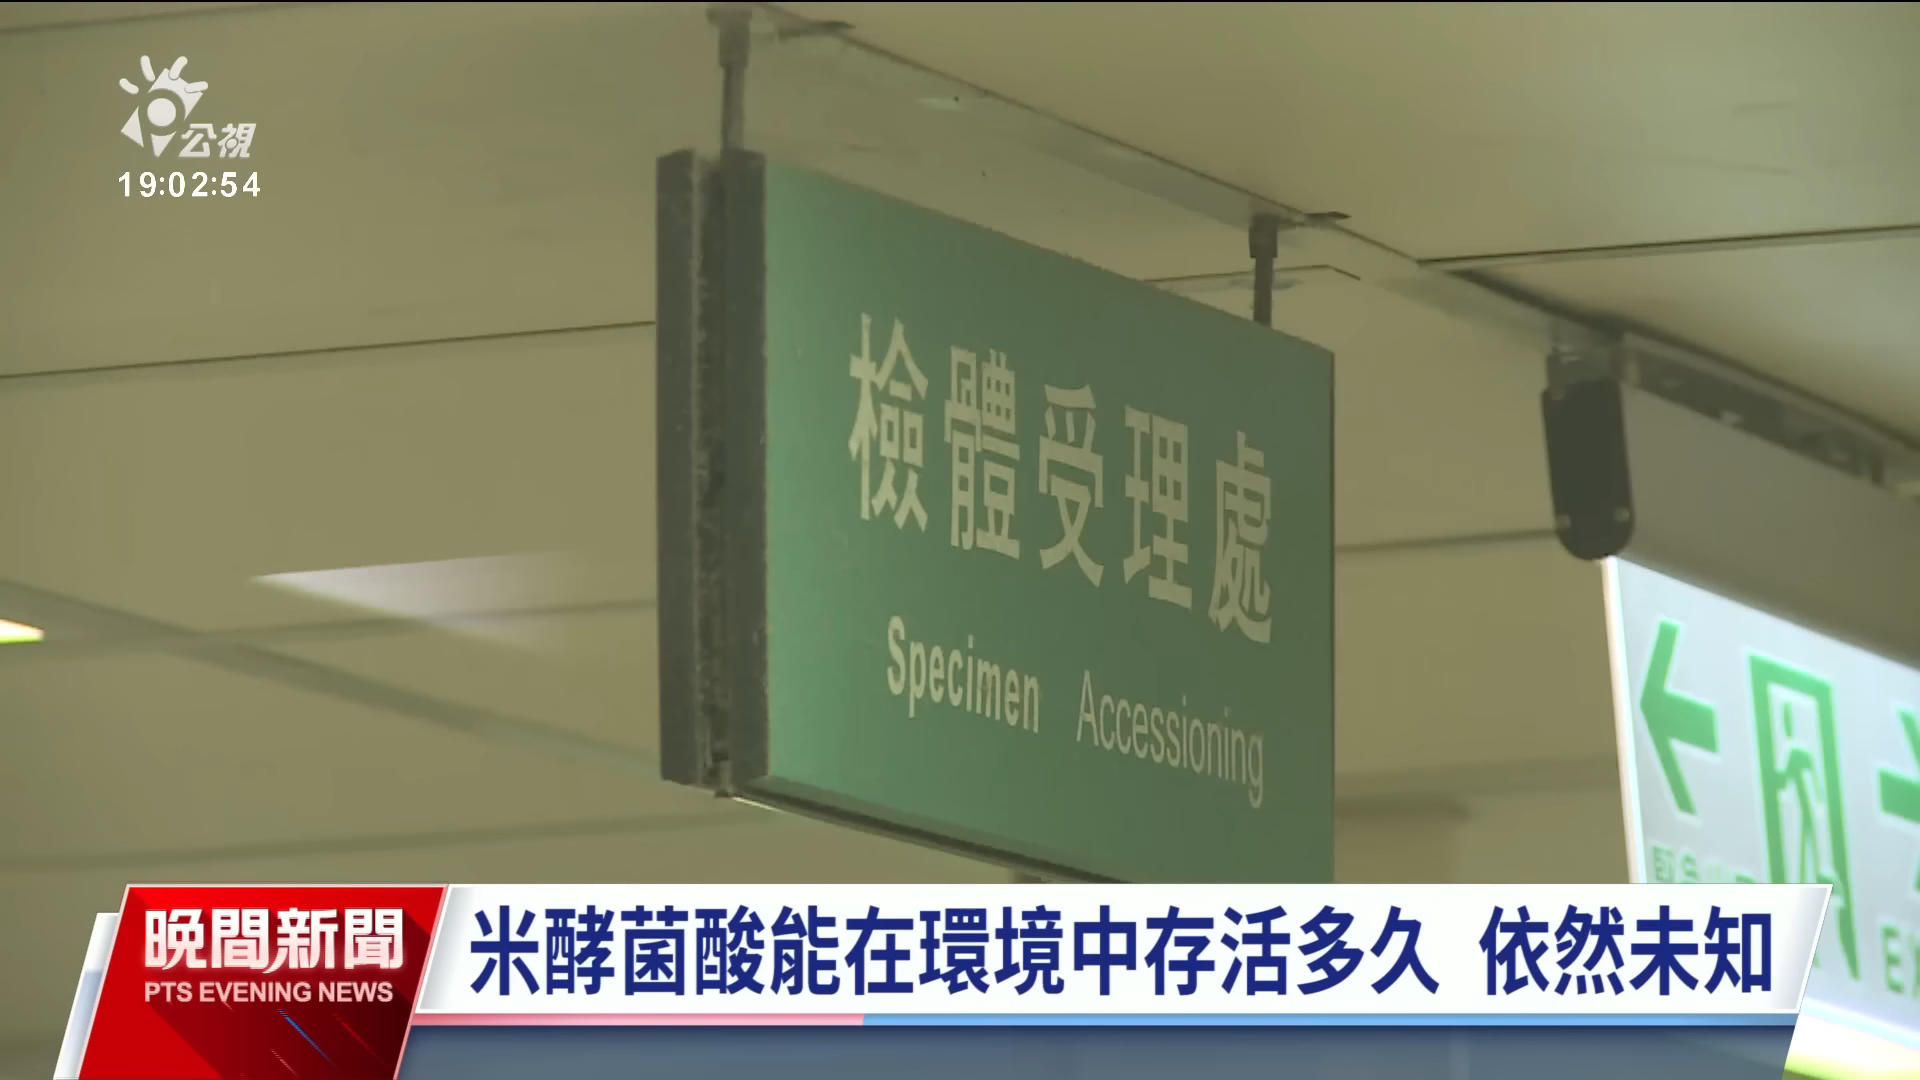 公視
19:02:54
檢體受理處
Specimen Accessioning
晚間新聞
PTS EVENING NEWS
米酵菌酸能在環境中存活多久 依然未知